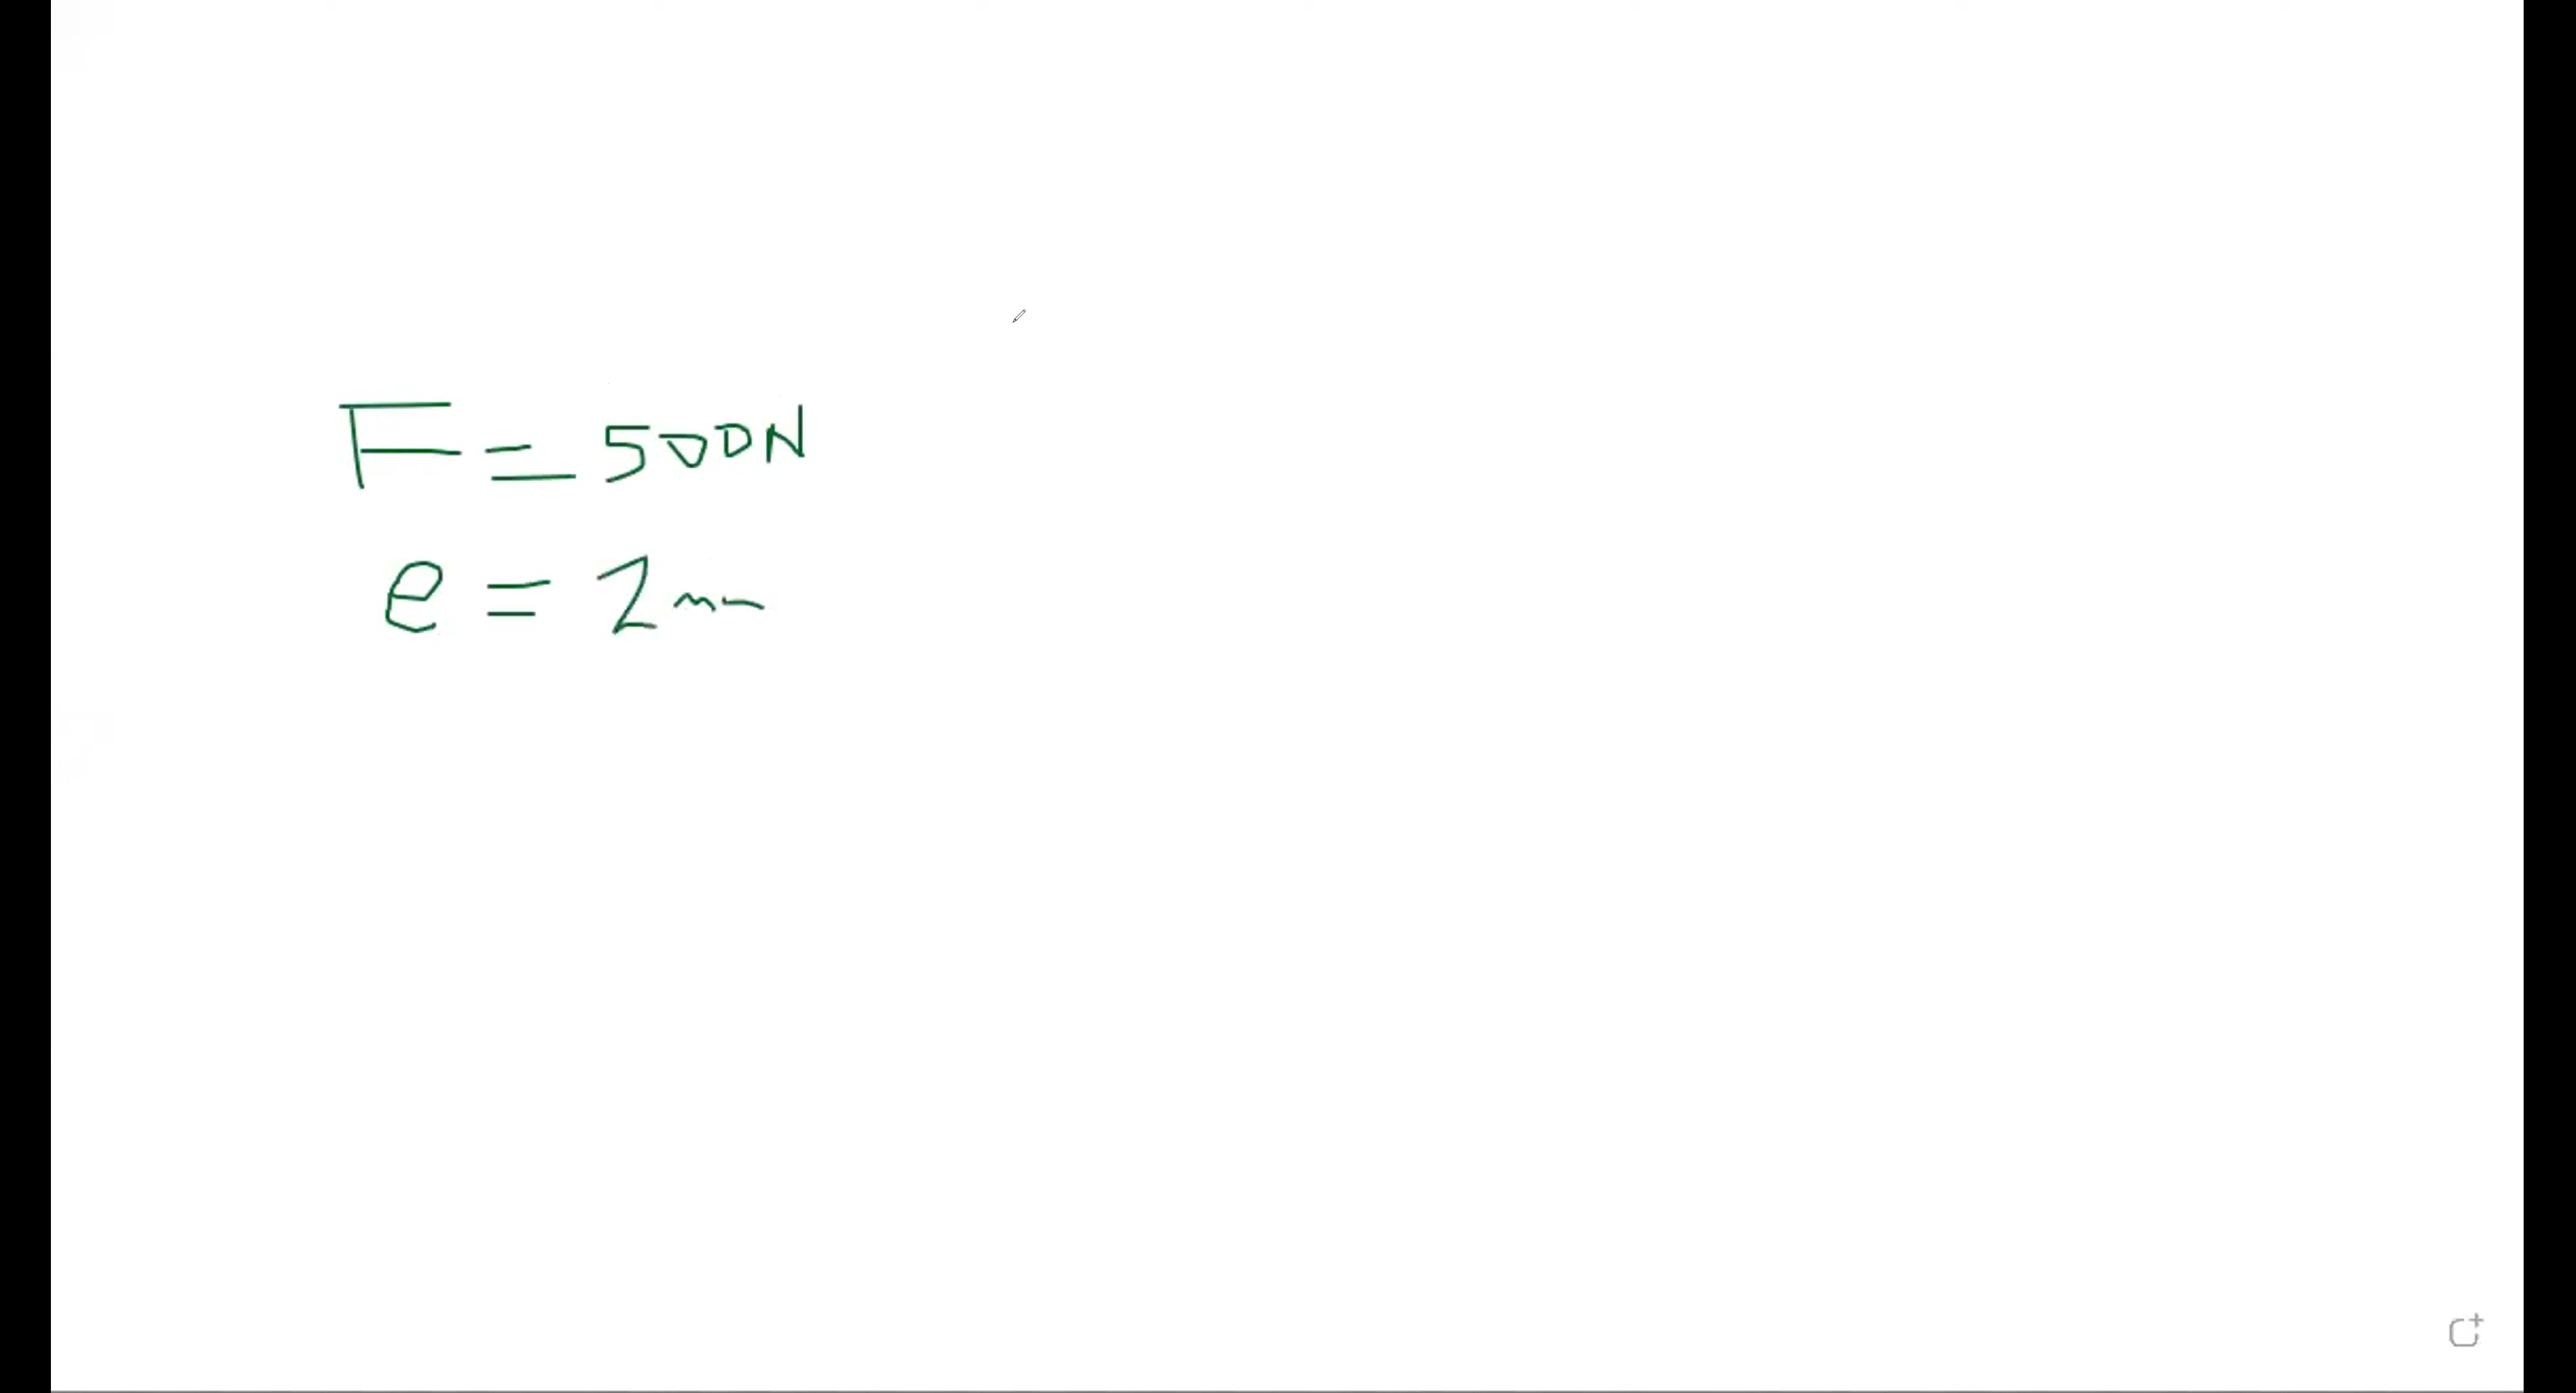 F = 500N
e = 2mm